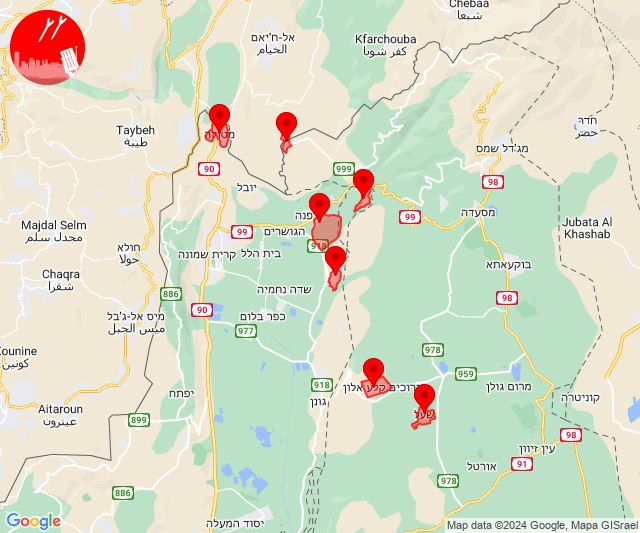 Chebaa
شبعا
אל-ח'יאם
الخيام
Kfarchouba
كفر شوبا
Taybeh
طيبة
מטולה
חדר
حضر
999
מג'דל שמס
90
98
יובל
99
פנה
הגושרים
99
מסעדה
Majdal Selm
مجدل سلم
חולא
حولا
918
Jubata Al
Khashab
קרית שמונה
בית הלל
בוקעאתא
Chaqra
شقرا
886
שדה נחמיה
98
90
מיס אל-ג'בל
ميس الجبل
כפר בלום
977
Kounine
كونين
978
959
918
רוכים קלע אלון
מרום גולן
יפתח
גונן
קוניטרה
Aitaroun
عيترون
899
שעל
98
עין זיוון
91
אורטל
886
978
יסוד המעלה
Google
Map data ©2024 Google, Mapa GISrael